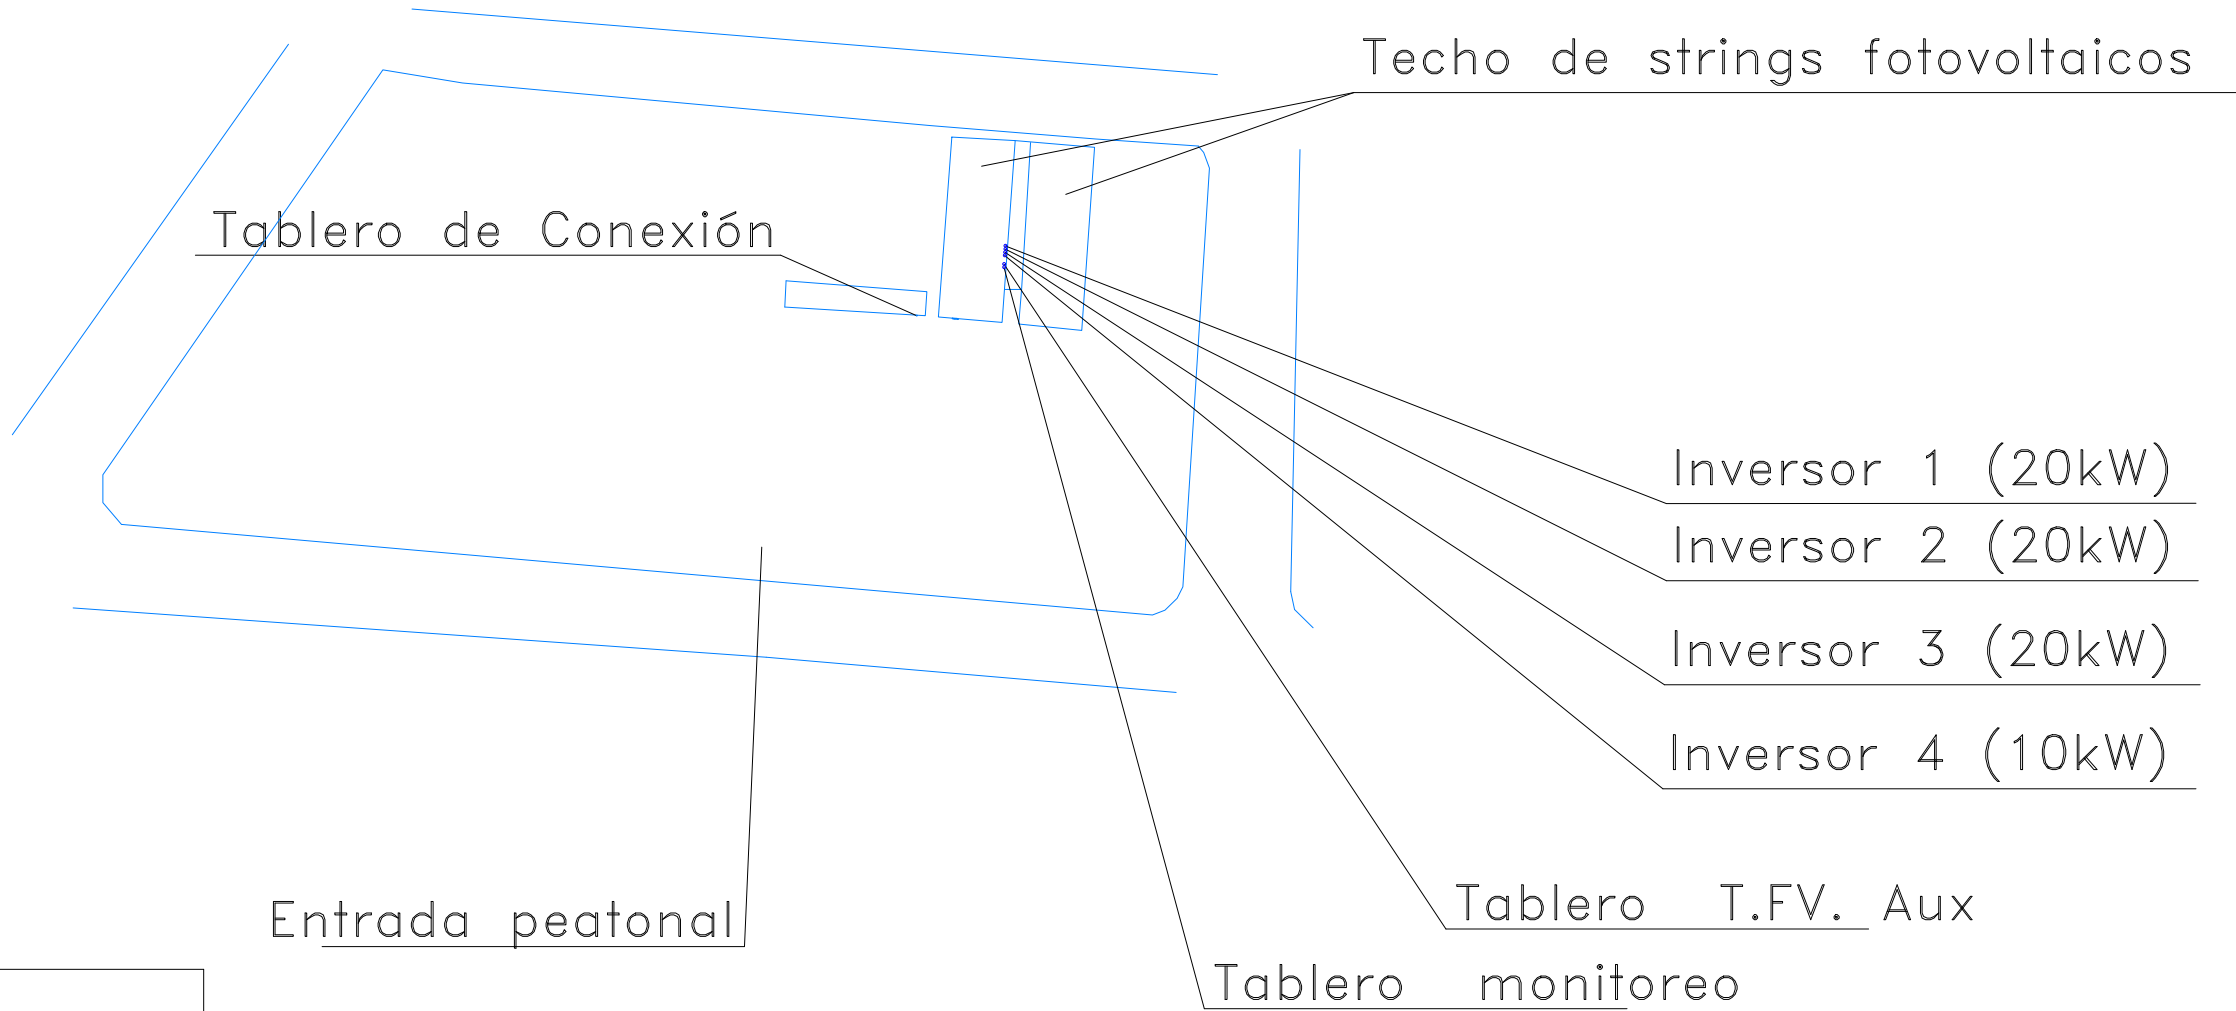 Techo de strings fotovoltaicos
Tablero de Conexión
Inversor 1 (20kW)
Inversor 2 (20kW)
Inversor 3 (20kW)
Inversor 4 (10kW)
Tablero T.FV. Aux
Entrada peatonal
Tablero monitoreo